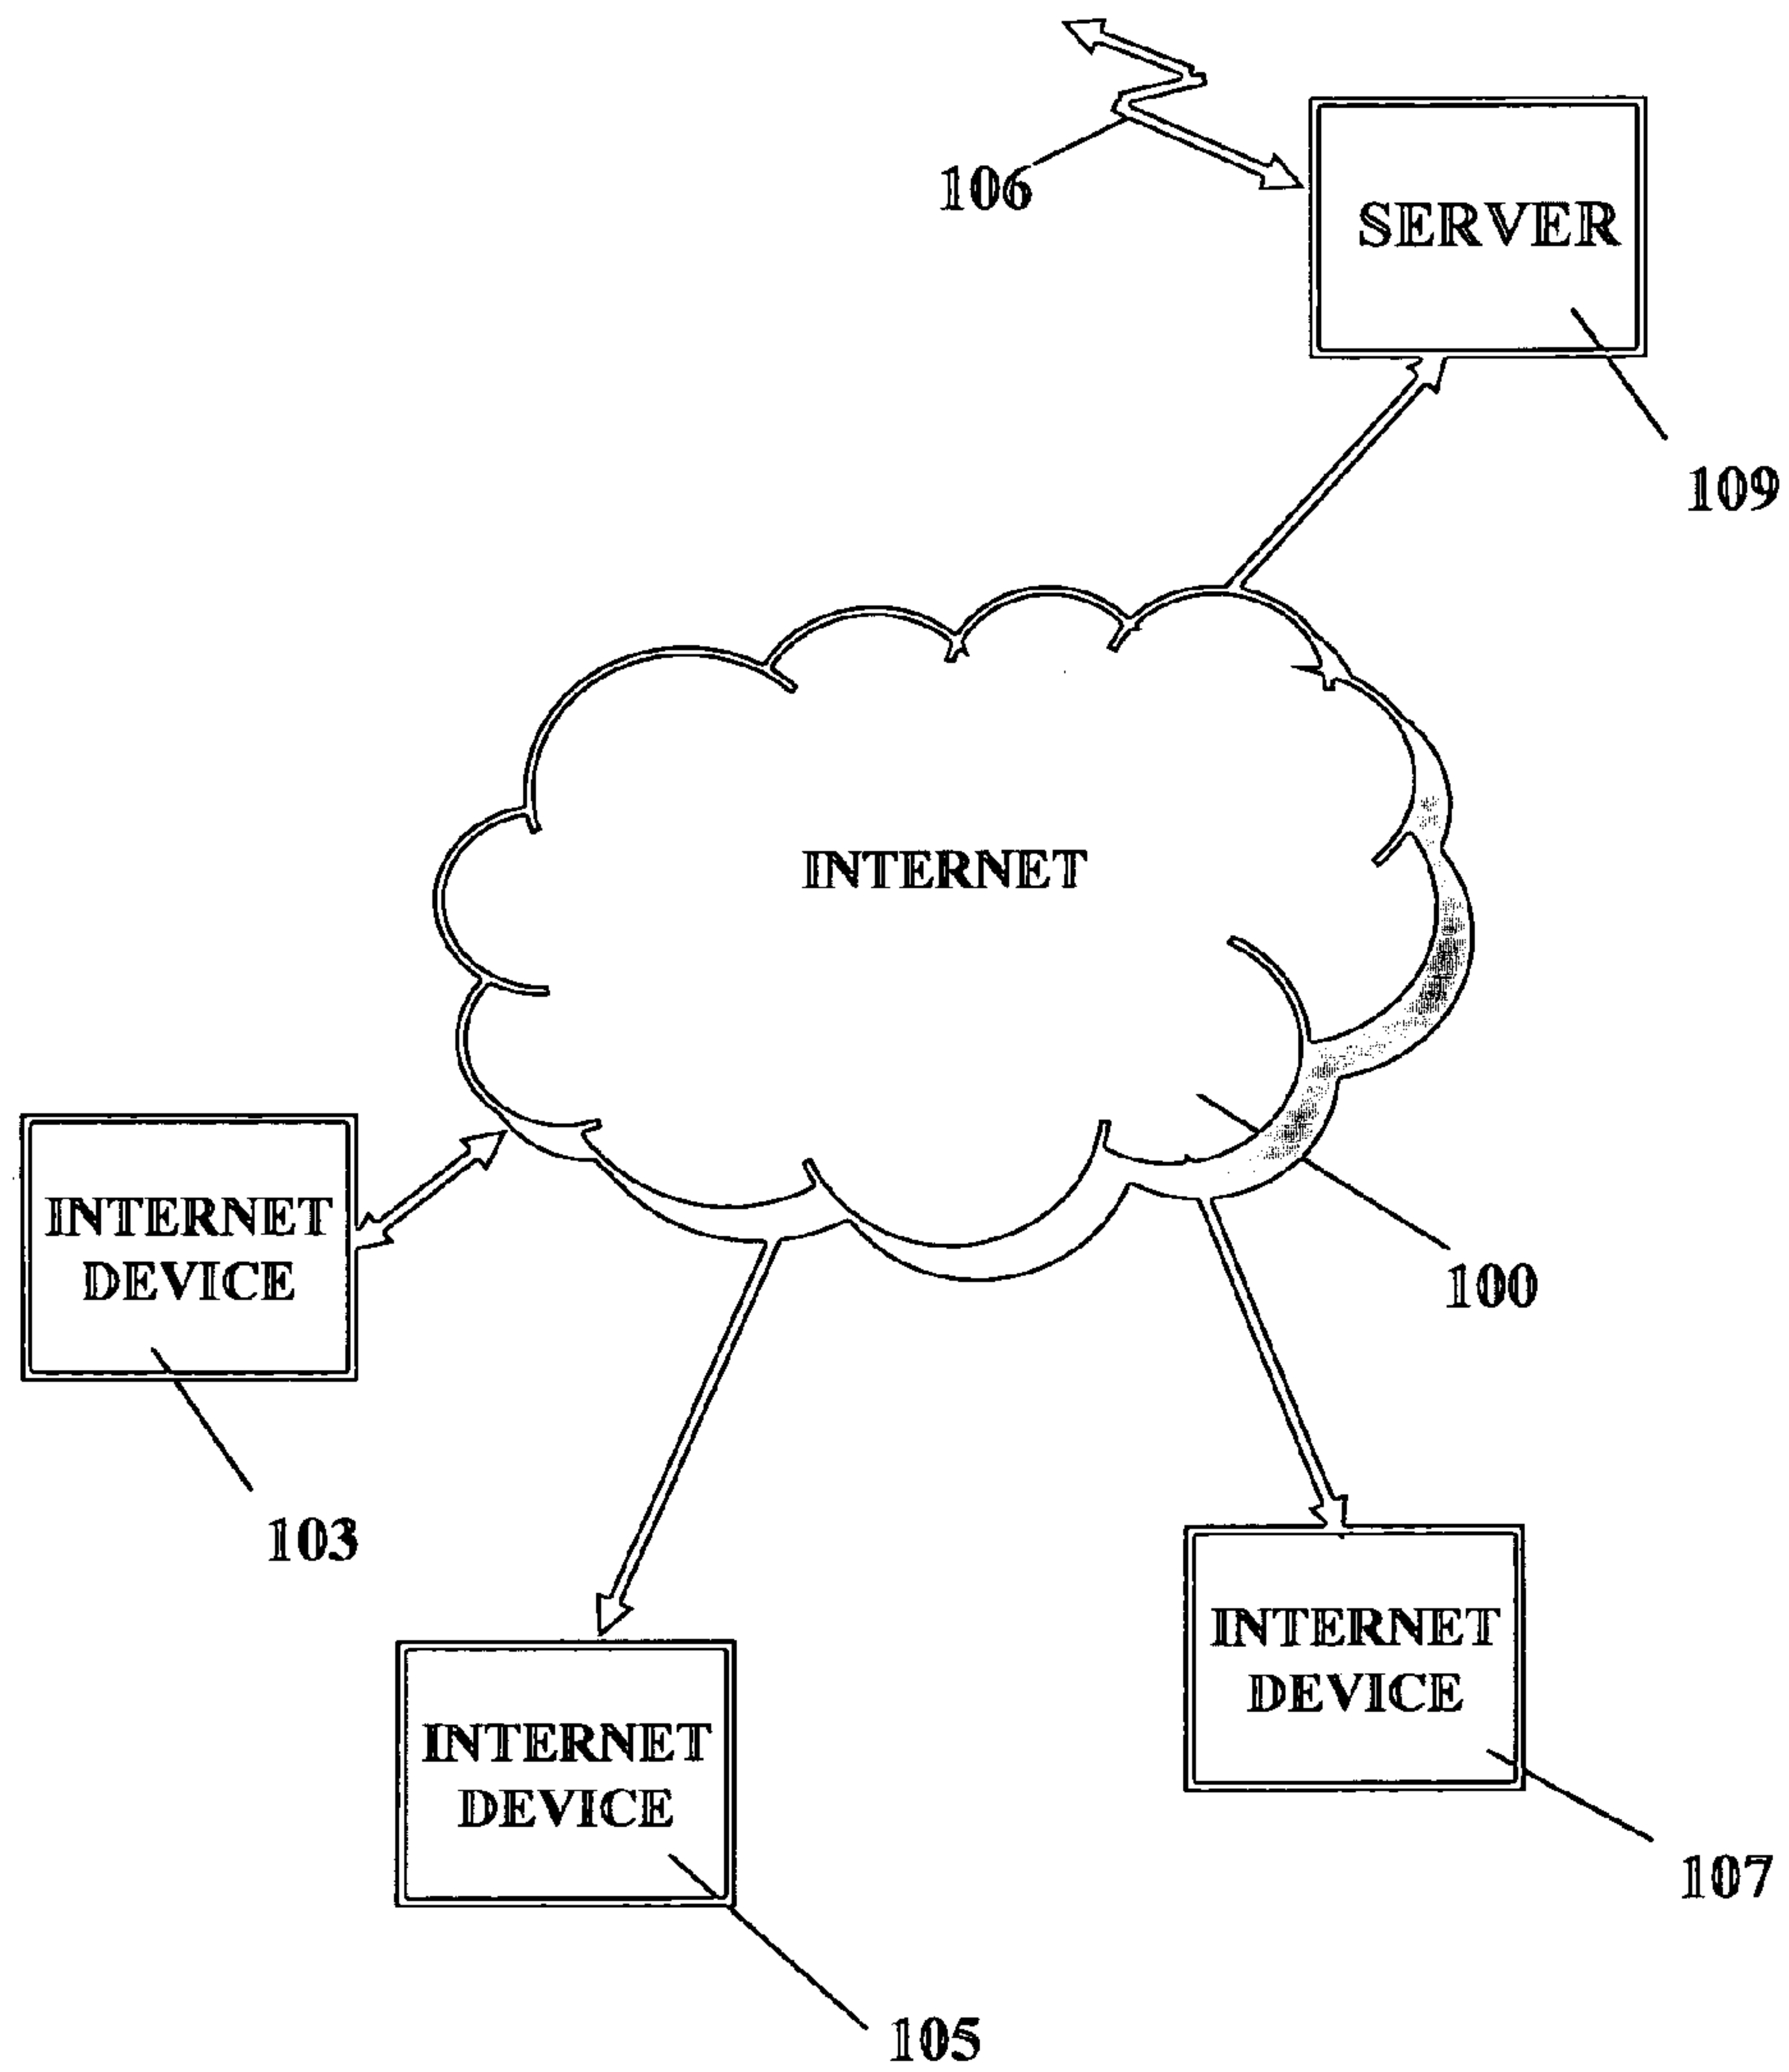 106
SERVER
109
INTERNET
INTERNET
DEVICE
100
103
INTERNET
DEVICE
INTERNET
DEVICE
107
105